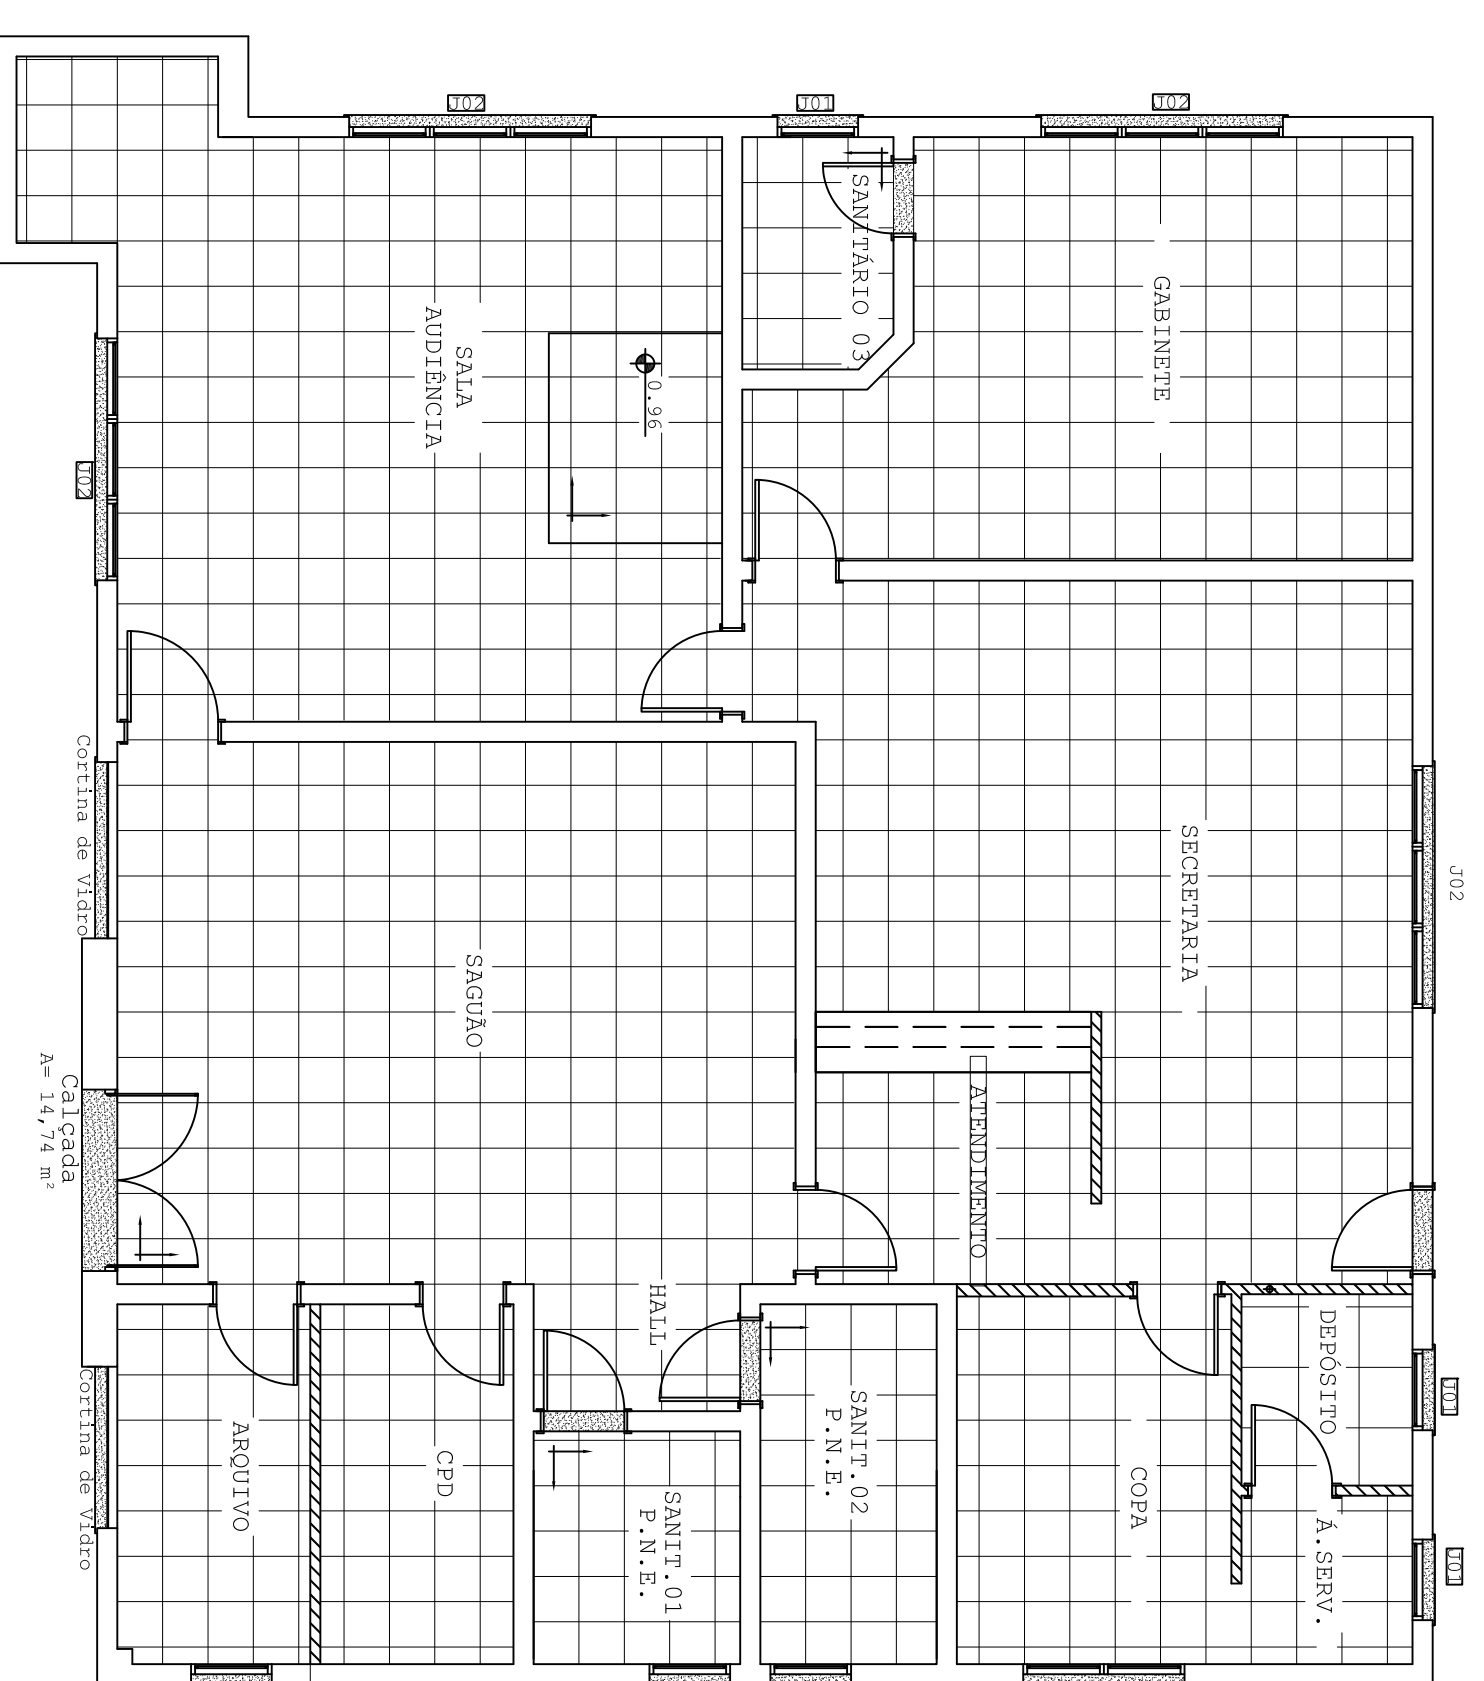 J02
J01
J02
SANITÁRIO 03
GABINETE
SALA
AUDIÊNCIA
0.96
J02
Cortina de Vidro
SECRETARIA
J02
SAGUÃO
ATENDIMENTO
Calçada
A= 14,74 m²
HALL
DEPÓSITO
J01
Cortina de Vidro
ARQUIVO
CPD
SANIT.01
P.N.E.
SANIT.02
P.N.E.
COPA
Á.SERV.
J01